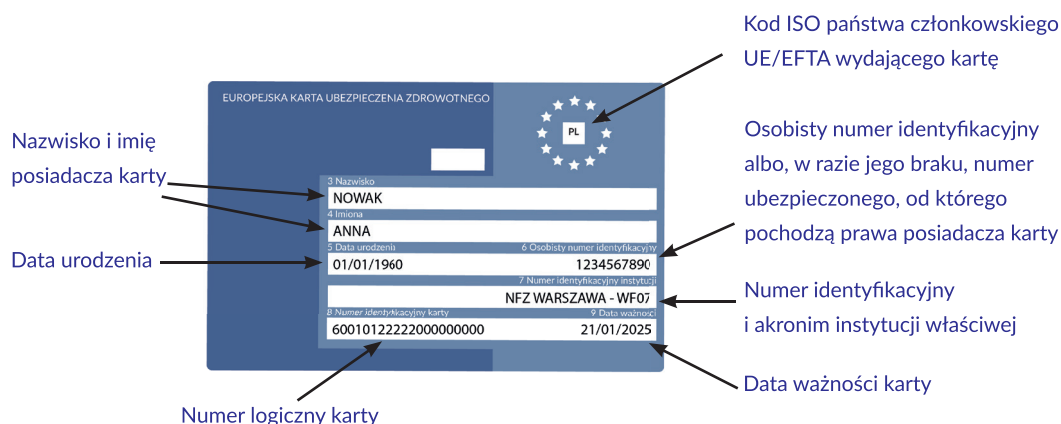 Kod ISO państwa członkowskiego
UE/EFTA wydającego kartę
EUROPEJSKA KARTA UBEZPIECZENIA ZDROWOTNEGO
PL
Nazwisko i imię
posiadacza karty
Osobisty numer identyfikacyjny
albo, w razie jego braku, numer
ubezpieczonego, od którego
pochodzą prawa posiadacza karty
3 Nazwisko
NOWAK
4 Imiona
ANNA
5 Data urodzenia 6 Osobisty numer identyfikacyjny
01/01/1960 1234567890
Data urodzenia
7 Numer identyfikacyjny instytucji
NFZ WARSZAWA - WF07
Numer identyfikacyjny
i akronim instytucji właściwej
8 Numer identyfikacyjny karty 9 Data ważności
60010122222000000000 21/01/2025
Data ważności karty
Numer logiczny karty